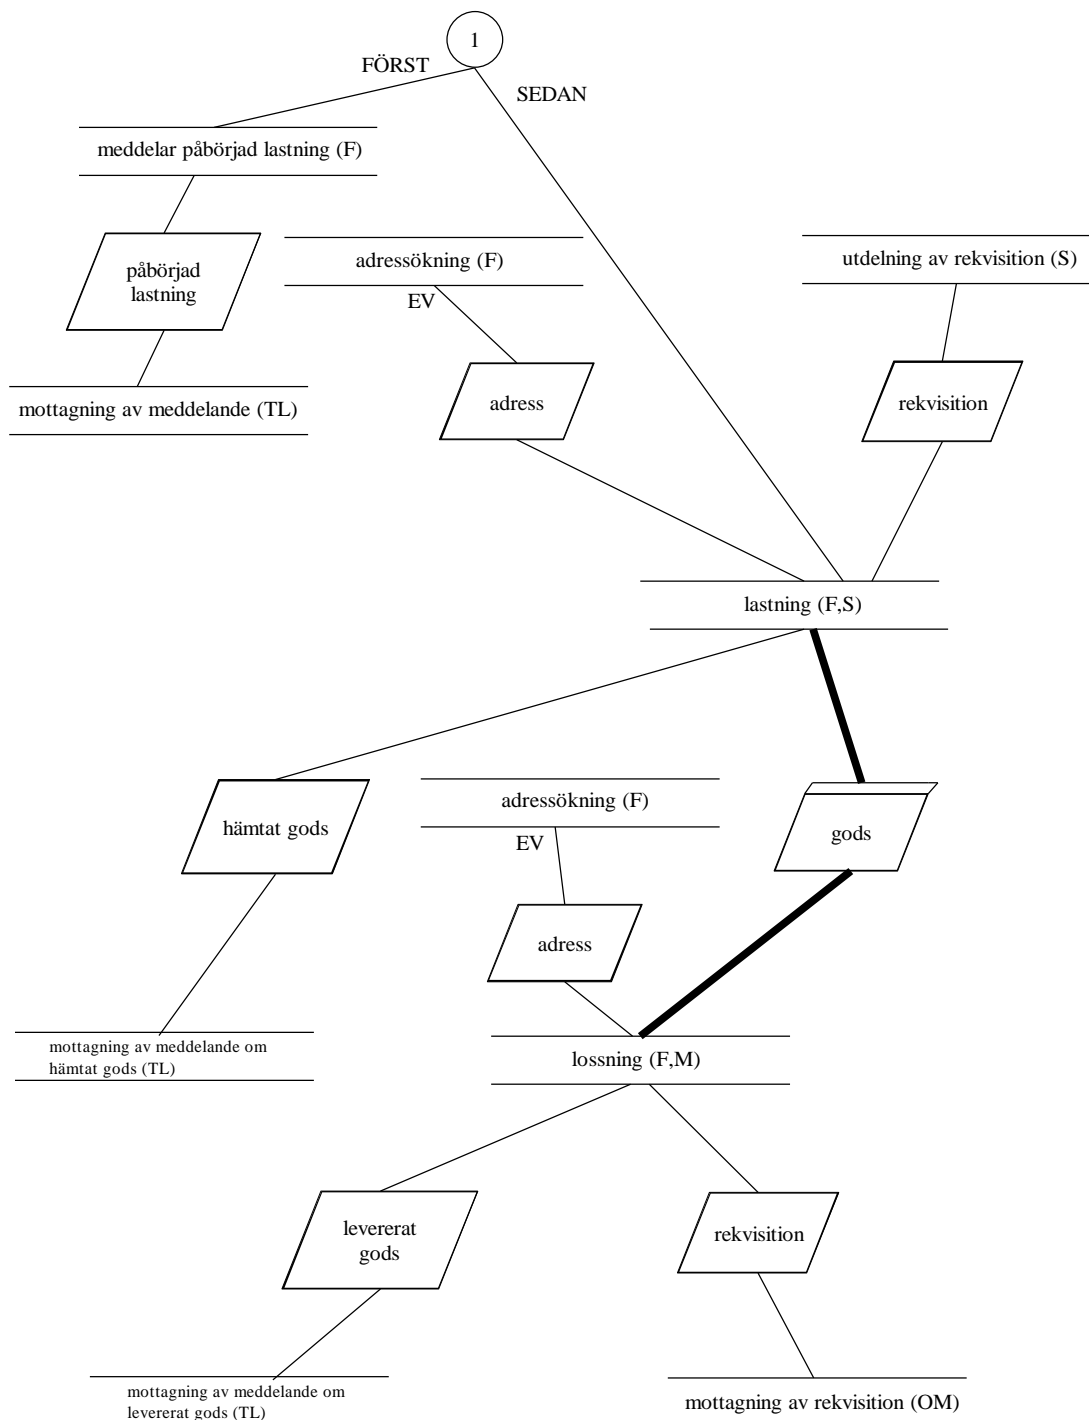 1
FÖRST
SEDAN
meddelar påbörjad lastning (F)
påbörjad
lastning
adressökning (F)
utdelning av rekvisition (S)
EV
mottagning av meddelande (TL)
adress
rekvisition
lastning (F,S)
hämtat gods
adressökning (F)
gods
EV
adress
mottagning av meddelande om
hämtat gods (TL)
lossning (F,M)
levererat
gods
rekvisition
mottagning av meddelande om
levererat gods (TL)
mottagning av rekvisition (OM)